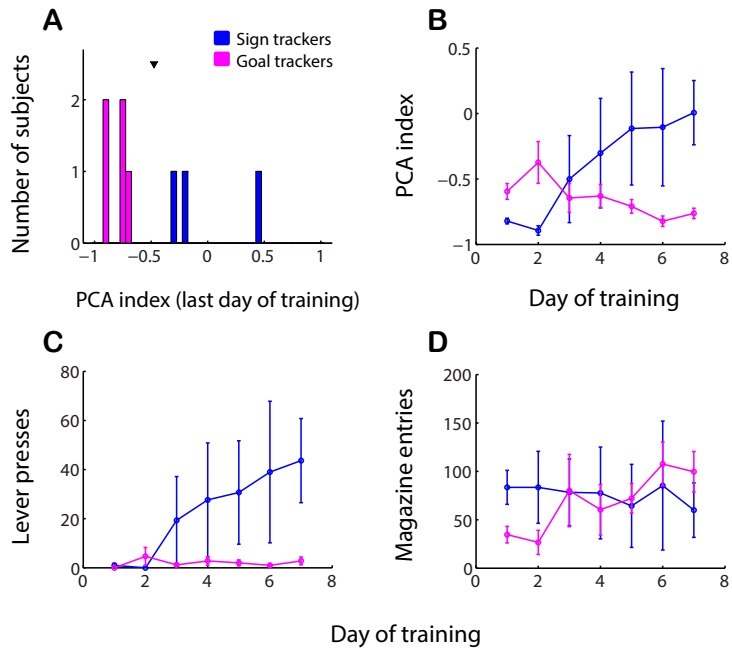 A
Sign trackers
Goal trackers
Number of subjects
2
1
0
−1
−0.5
0
0.5
1
PCA index (last day of training)
B
PCA index
0.5
0
−0.5
−1
0
2
4
6
8
Day of training
C
Lever presses
80
60
40
20
0
0
2
4
6
8
D
Magazine entries
200
150
100
50
0
0
2
4
6
8
Day of training